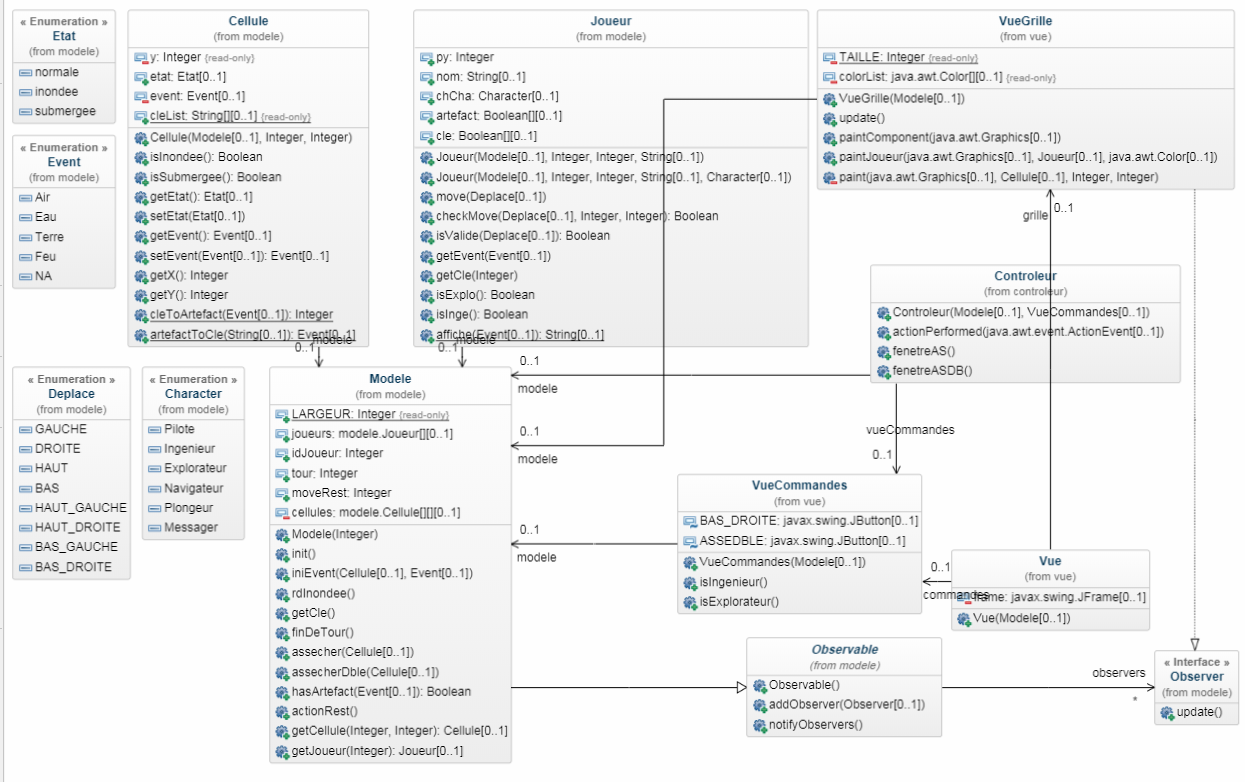 « Enumeration »
Etat
(from modele)
normale
inondee
submergee
« Enumeration »
Event
(from modele)
Air
Eau
Terre
Feu
NA
Cellule
(from modele)
y: Integer {read-only}
etat: Etat[0..1]
event: Event[0..1]
cleList: String[][0..1] {read-only}
Cellule(Modele[0..1], Integer, Integer)
isInondee(): Boolean
isSubmergee(): Boolean
getEtat(): Etat[0..1]
setEtat(Etat[0..1])
getEvent(): Event[0..1]
setEvent(Event[0..1]): Event[0..1]
getX(): Integer
getY(): Integer
cleToArtefact(Event[0..1]): Integer
artefactToCle(String[0..1]): Event[0..1]
modele
0..1
Joueur
(from modele)
py: Integer
nom: String[0..1]
chCha: Character[0..1]
artefact: Boolean[][0..1]
cle: Boolean[][0..1]
Joueur(Modele[0..1], Integer, Integer, String[0..1])
Joueur(Modele[0..1], Integer, Integer, String[0..1], Character[0..1])
move(Deplace[0..1])
checkMove(Deplace[0..1], Integer, Integer): Boolean
isValide(Deplace[0..1]): Boolean
getEvent(Event[0..1])
getCle(Integer)
isExplo(): Boolean
isInge(): Boolean
affiche(Event[0..1]): String[0..1]
modele
0..1
VueGrille
(from vue)
TAILLE: Integer {read-only}
colorList: java.awt.Color[][0..1] {read-only}
VueGrille(Modele[0..1])
update()
paintComponent(java.awt.Graphics[0..1])
paintJoueur(java.awt.Graphics[0..1], Joueur[0..1], java.awt.Color[0..1])
paint(java.awt.Graphics[0..1], Cellule[0..1], Integer, Integer)
0..1
grille
Controleur
(from controleur)
Controleur(Modele[0..1], VueCommandes[0..1])
actionPerformed(java.awt.event.ActionEvent[0..1])
fenetreAS()
fenetreASDB()
0..1
modele
vueCommandes
0..1
0..1
modele
« Enumeration »
Deplace
(from modele)
GAUCHE
DROITE
HAUT
BAS
HAUT_GAUCHE
HAUT_DROITE
BAS_GAUCHE
BAS_DROITE
« Enumeration »
Character
(from modele)
Pilote
Ingenieur
Explorateur
Navigateur
Plongeur
Messager
Modele
(from modele)
LARGEUR: Integer {read-only}
joueurs: modele.Joueur[][0..1]
idJoueur: Integer
tour: Integer
moveRest: Integer
cellules: modele.Cellule[][][0..1]
Modele(Integer)
init()
iniEvent(Cellule[0..1], Event[0..1])
rdInondee()
getCle()
finDeTour()
assecher(Cellule[0..1])
assecherDble(Cellule[0..1])
hasArtefact(Event[0..1]): Boolean
actionRest()
getCellule(Integer, Integer): Cellule[0..1]
getJoueur(Integer): Joueur[0..1]
0..1
modele
VueCommandes
(from vue)
BAS_DROITE: javax.swing.JButton[0..1]
ASSEDBLE: javax.swing.JButton[0..1]
VueCommandes(Modele[0..1])
isIngenieur()
isExplorateur()
0..1
commandes
Vue
(from vue)
frame: javax.swing.JFrame[0..1]
Vue(Modele[0..1])
Observable
(from modele)
Observable()
addObserver(Observer[0..1])
notifyObservers()
observers
*
« Interface »
Observer
(from modele)
update()